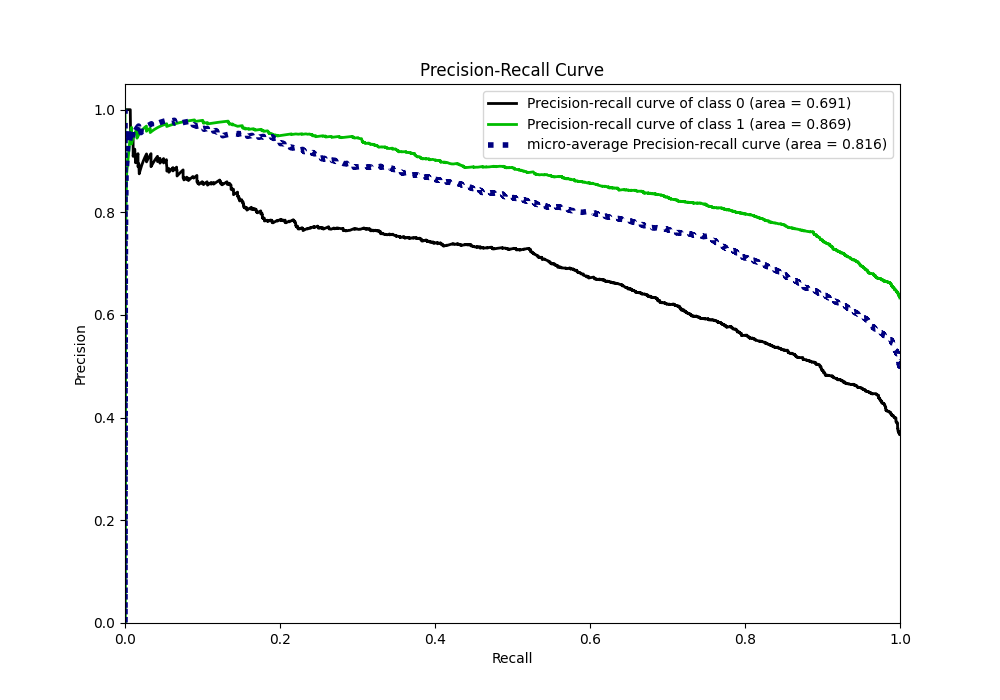 Precision-Recall Curve
Precision-recall curve of class 0 (area = 0.691)
Precision-recall curve of class 1 (area = 0.869)
micro-average Precision-recall curve (area = 0.816)
1.0
0.8
0.6
0.4
0.2
0.0
Precision
0.0 0.2 0.4 0.6 0.8 1.0
Recall